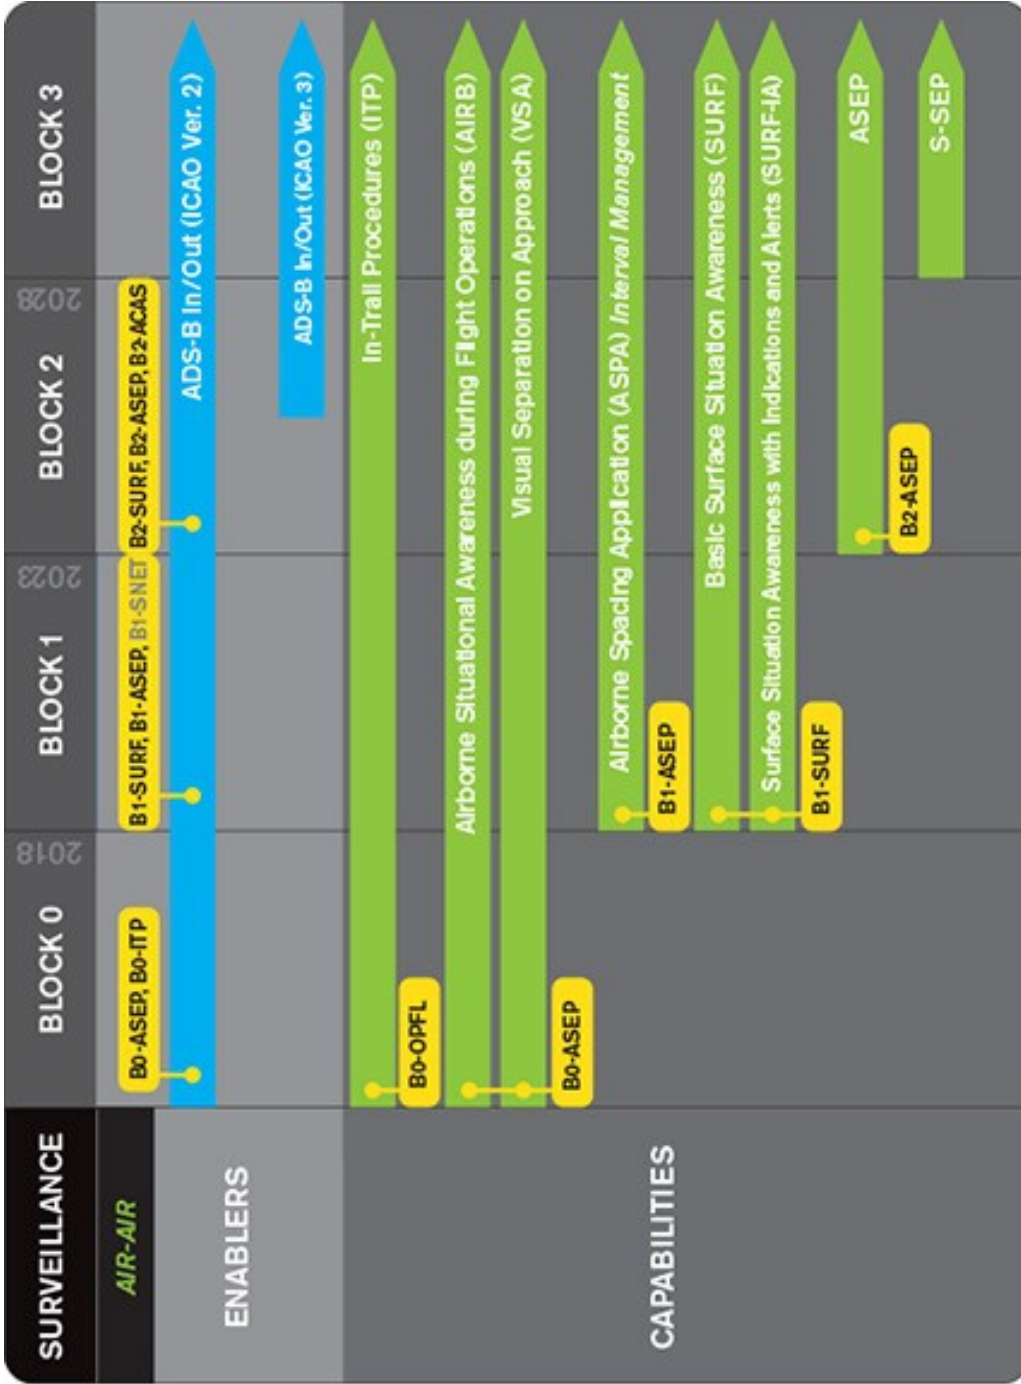 SURVEILLANCE
BLOCK 0
2018
BLOCK 1
2023
BLOCK 2
2028
BLOCK 3
AIR-AIR
B0-ASEP, B0-ITP
B1-SURF, B1-ASEP, B1-SNET
B2-SURF, B2-ASEP, B2-ACAS
ENABLERS
ADS-B In/Out (ICAO Ver. 2)
ADS-B In/Out (ICAO Ver. 3)
CAPABILITIES
In-Trail Procedures (ITP)
B0-OPFL
Airborne Situational Awareness during Flight Operations (AIRB)
Visual Separation on Approach (VSA)
B0-ASEP
Airborne Spacing Application (ASPA) Interval Management
B1-ASEP
Basic Surface Situation Awareness (SURF)
Surface Situation Awareness with Indications and Alerts (SURF-IA)
B1-SURF
ASEP
B2-ASEP
S-SEP